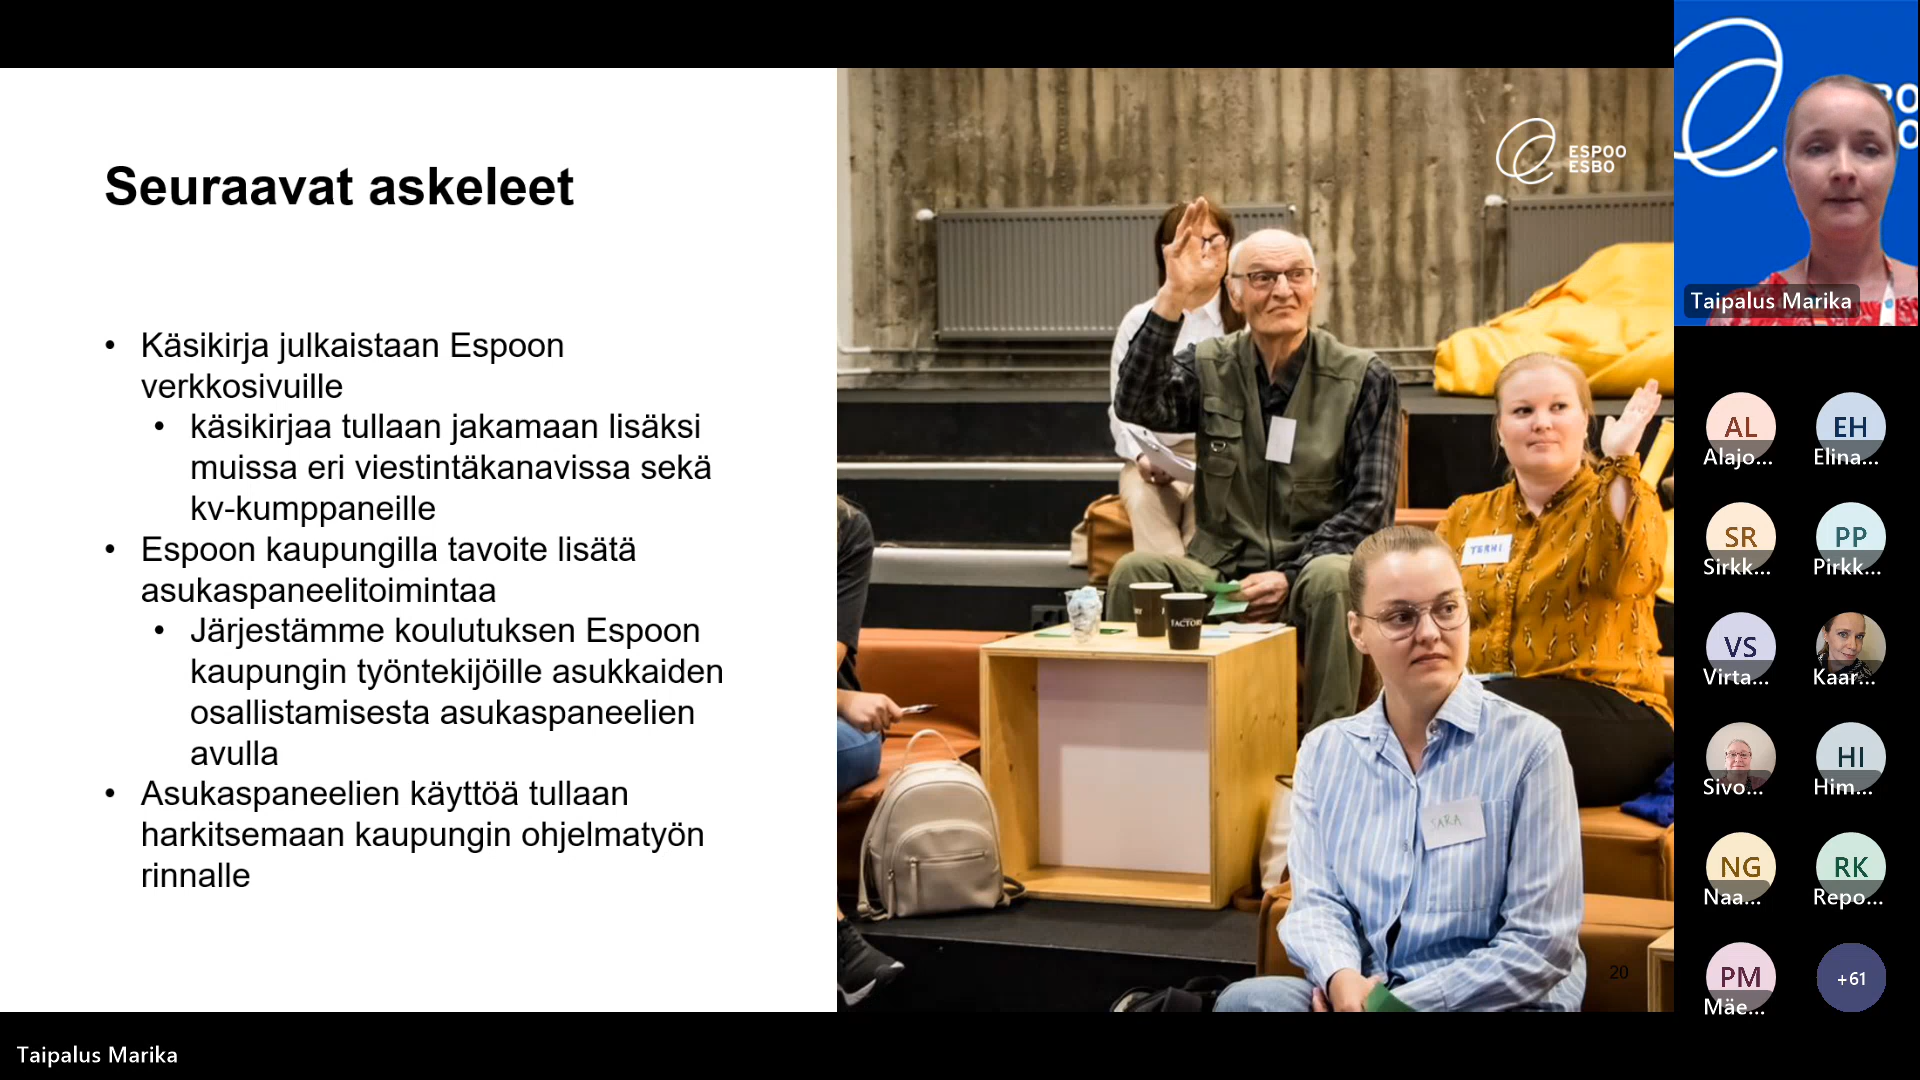 Seuraavat askeleet
• Käsikirja julkaistaan Espoon
verkkosivuille
• käsikirjaa tullaan jakamaan lisäksi
muissa eri viestintäkanavissa sekä
kv-kumppaneille
• Espoon kaupungilla tavoite lisätä
asukaspaneelitoimintaa
• Järjestämme koulutuksen Espoon
kaupungin työntekijöille asukkaiden
osallistamisesta asukaspaneelien
avulla
• Asukaspaneelien käyttöä tullaan
harkitsemaan kaupungin ohjelmatyön
rinnalle
ESPOO
ESBO
TERHI
FACTORY
SARA
20
Taipalus Marika
AL
Alajo...
EH
Elina...
SR
Sirkk...
PP
Pirkk...
VS
Virta...
Kaar...
Sivo...
HI
Him...
NG
Naa...
RK
Repo...
PM
Mäe...
+61
Taipalus Marika